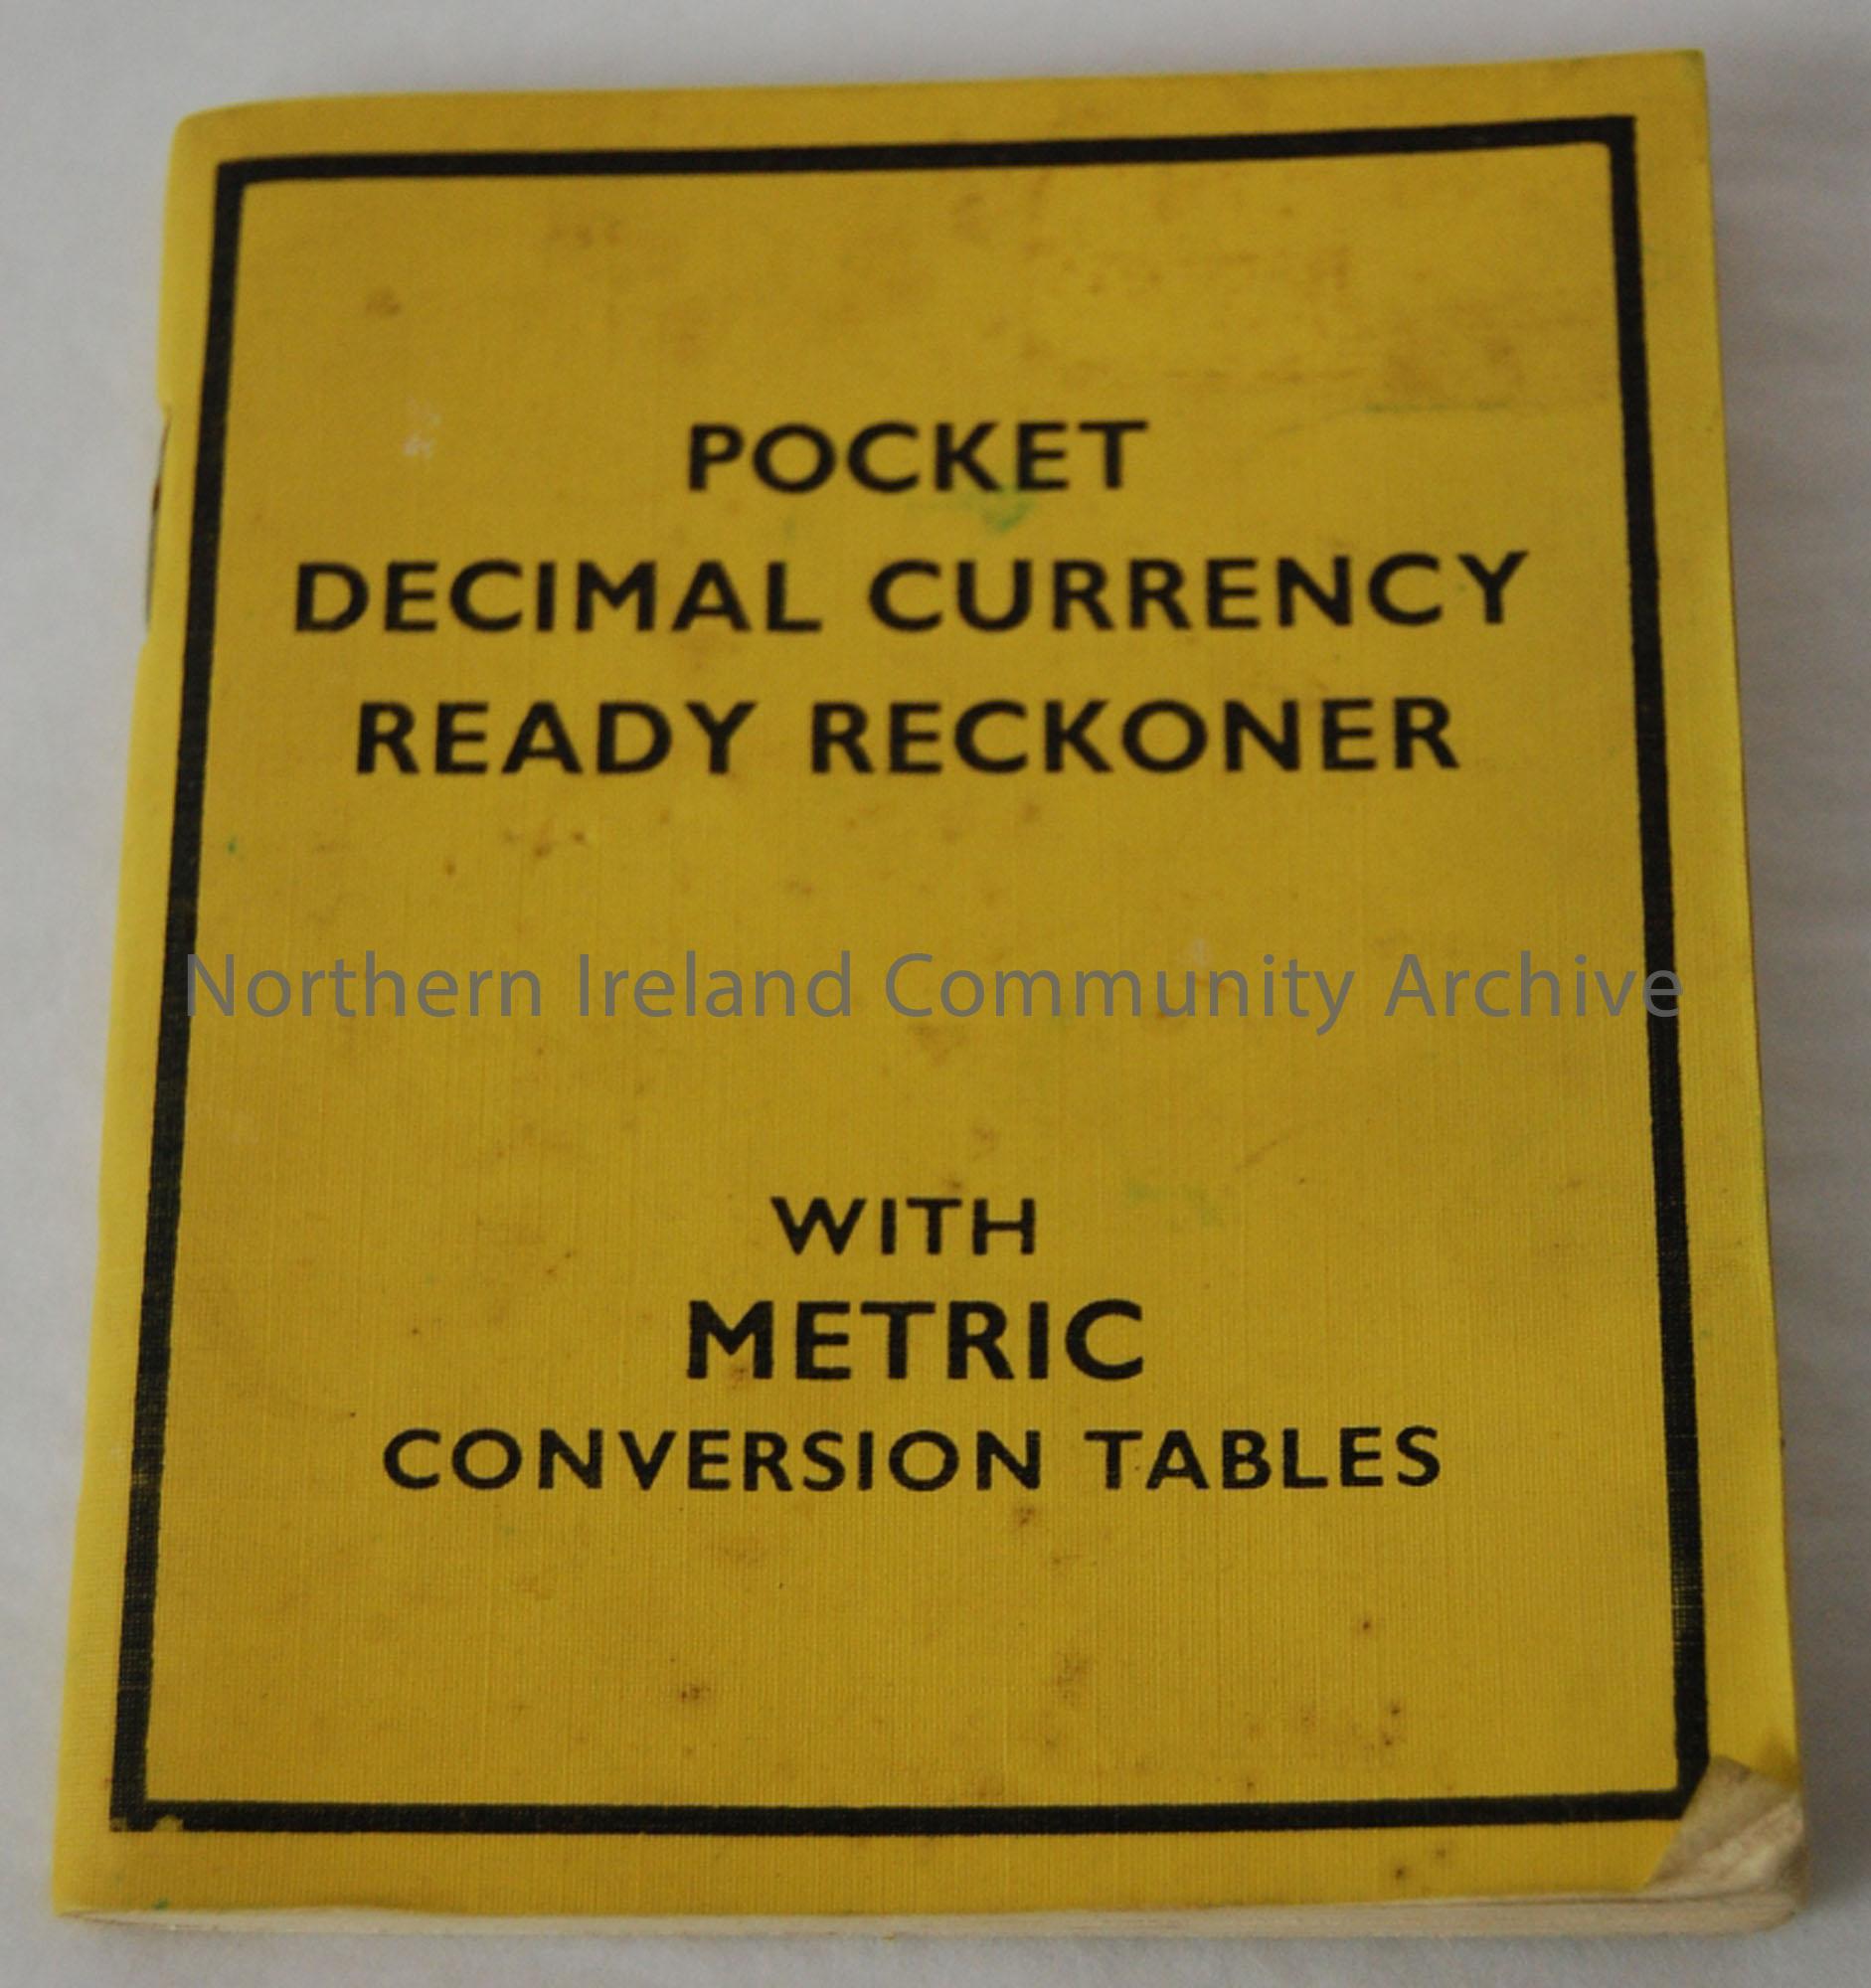 POCKET
DECIMAL CURRENCY
READY RECKONER
Northern Ireland Community Archive
WITH
METRIC
CONVERSION TABLES